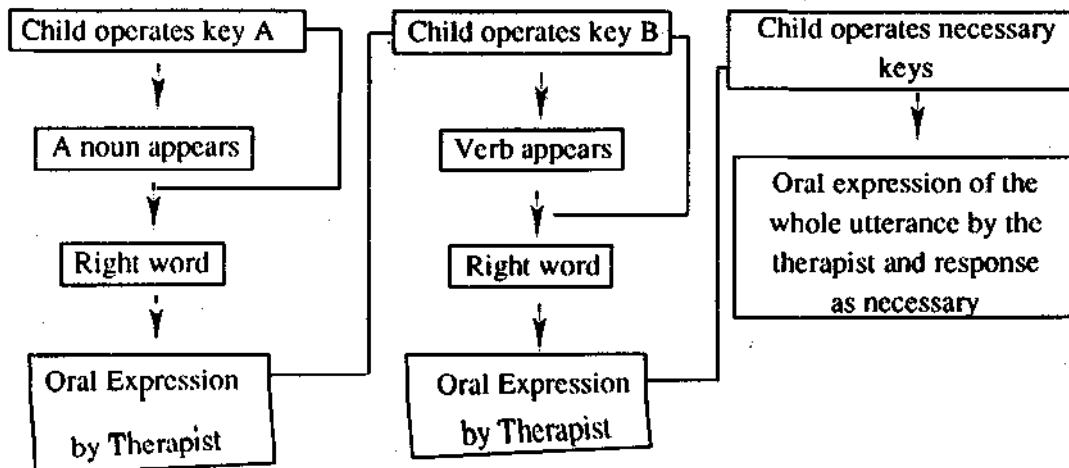 Child operates key A
A noun appears
Right word
Oral Expression
by Therapist
Child operates key B
Verb appears
Right word
Oral Expression
by Therapist
Child operates necessary
keys
Oral expression of the
whole utterance by the
therapist and response
as necessary